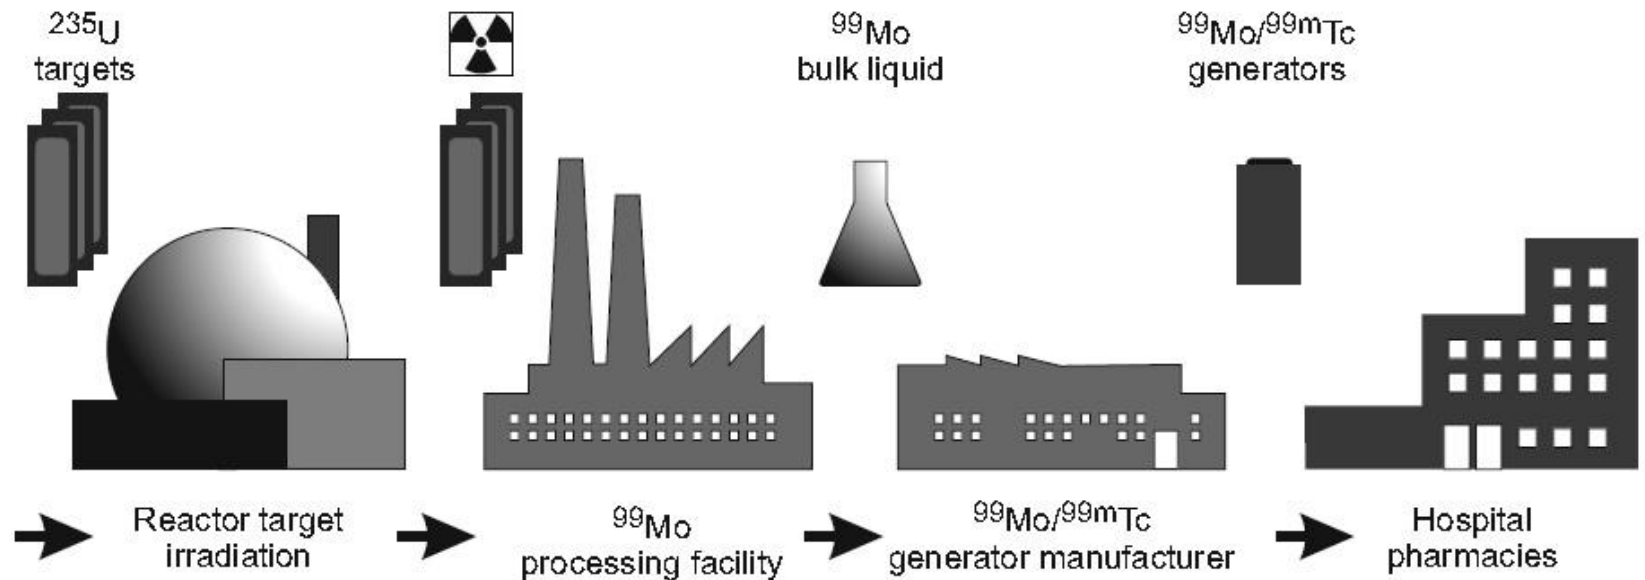 ²³⁵U
targets
⁹⁹Mo
bulk liquid
⁹⁹Mo/⁹⁹ᵐTc
generators
Reactor target
irradiation
⁹⁹Mo
processing facility
⁹⁹Mo/⁹⁹ᵐTc
generator manufacturer
Hospital
pharmacies